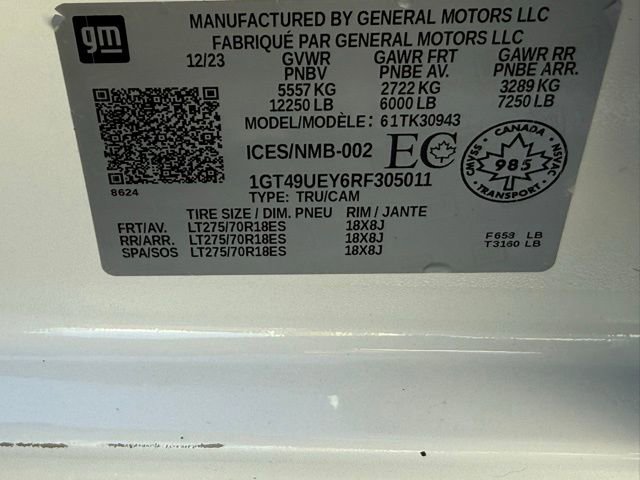 gm
MANUFACTURED BY GENERAL MOTORS LLC
FABRIQUÉ PAR GENERAL MOTORS LLC
12/23 GVWR GAWR FRT GAWR RR
PNBV PNBE AV. PNBE ARR.
5557 KG 2722 KG 3289 KG
12250 LB 6000 LB 7250 LB
MODEL/MODÈLE: 61TK30943
ICES/NMB-002 EC
CANADA
CMVSS 985 NSVAC
TRANSPORT
8624
1GT49UEY6RF305011
TYPE: TRU/CAM
TIRE SIZE / DIM. PNEU RIM / JANTE
FRT/AV. LT275/70R18ES 18X8J
RR/ARR. LT275/70R18ES 18X8J
SPA/SOS LT275/70R18ES 18X8J
F653 LB
T3160 LB